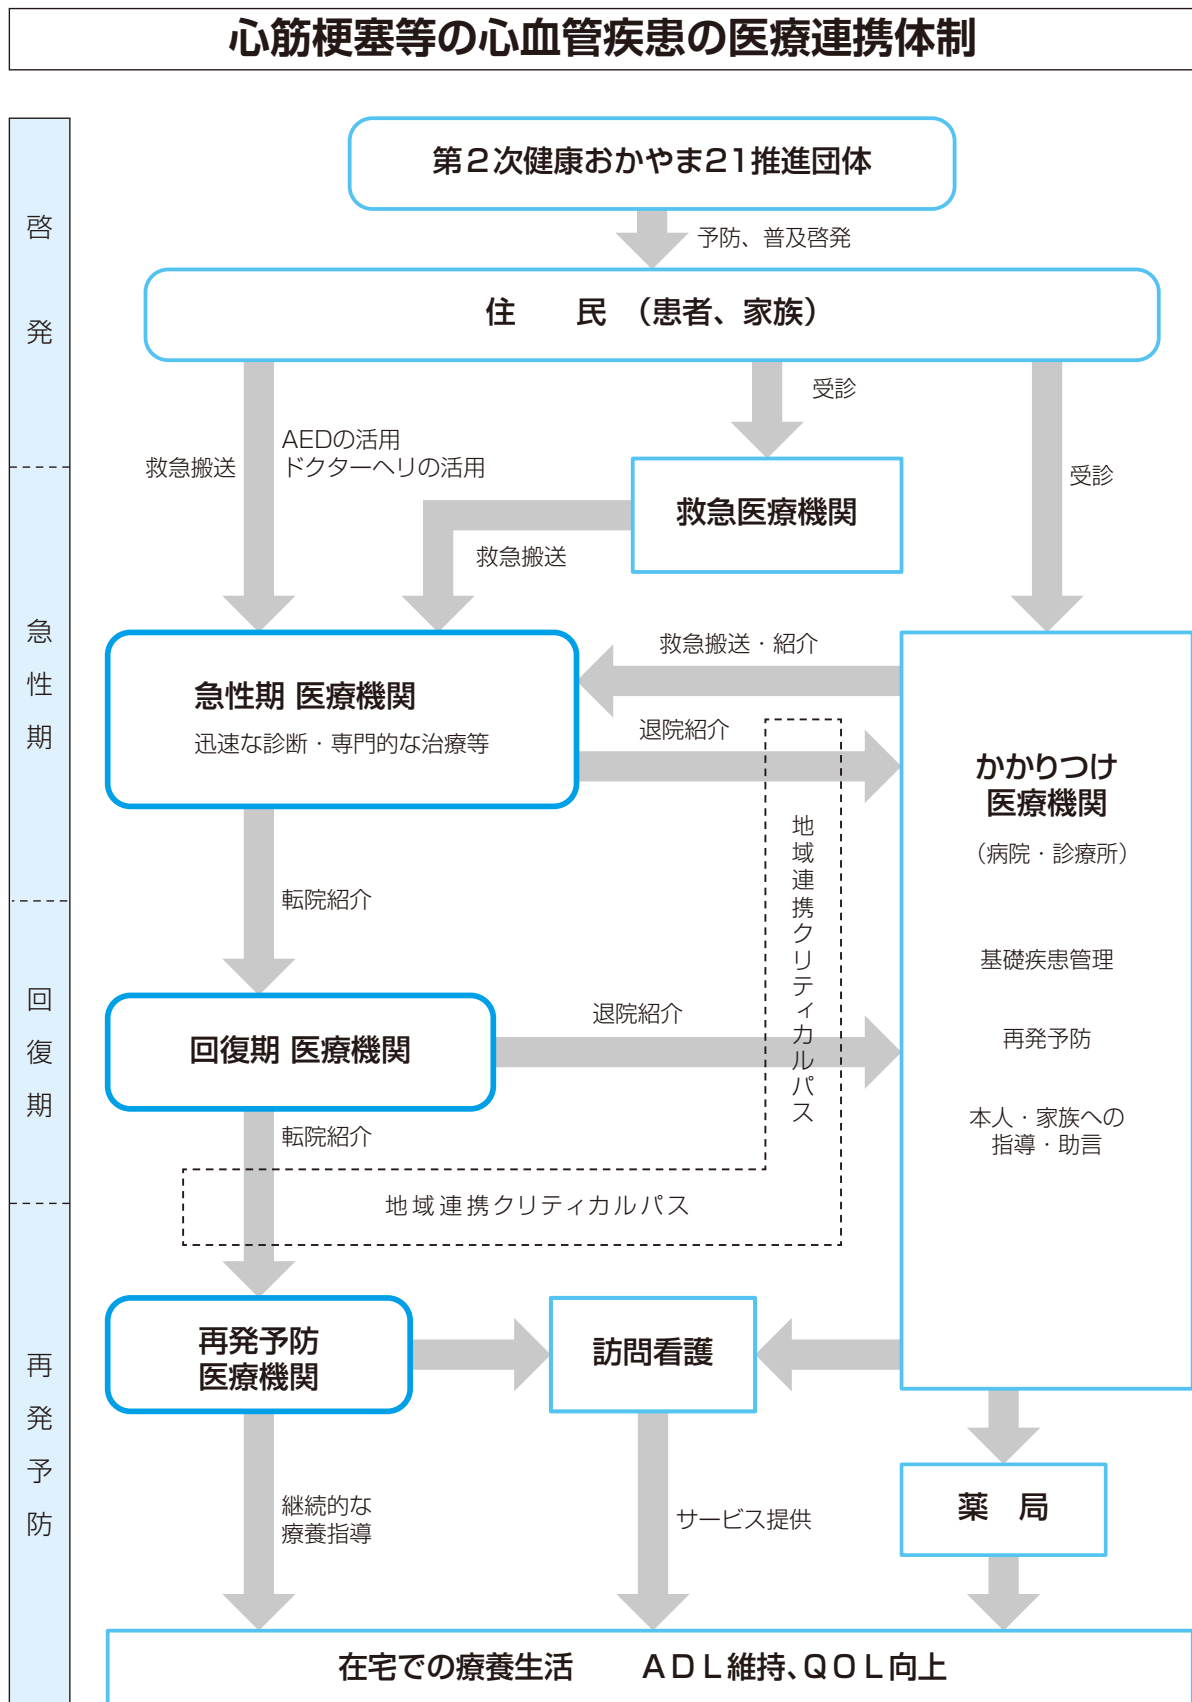 心筋梗塞等の心血管疾患の医療連携体制
啓発
第２次健康おかやま21推進団体
予防、普及啓発
住　民　（患者、家族）
受診
AEDの活用
ドクターヘリの活用
救急搬送
受診
救急医療機関
救急搬送
急性期
急性期 医療機関
迅速な診断・専門的な治療等
救急搬送・紹介
退院紹介
かかりつけ
医療機関
（病院・診療所）
基礎疾患管理
再発予防
本人・家族への
指導・助言
地域連携クリティカルパス
転院紹介
回復期
回復期 医療機関
退院紹介
転院紹介
地域連携クリティカルパス
再発予防
再発予防
医療機関
訪問看護
薬　局
継続的な
療養指導
サービス提供
在宅での療養生活　　ＡＤＬ維持、ＱＯＬ向上